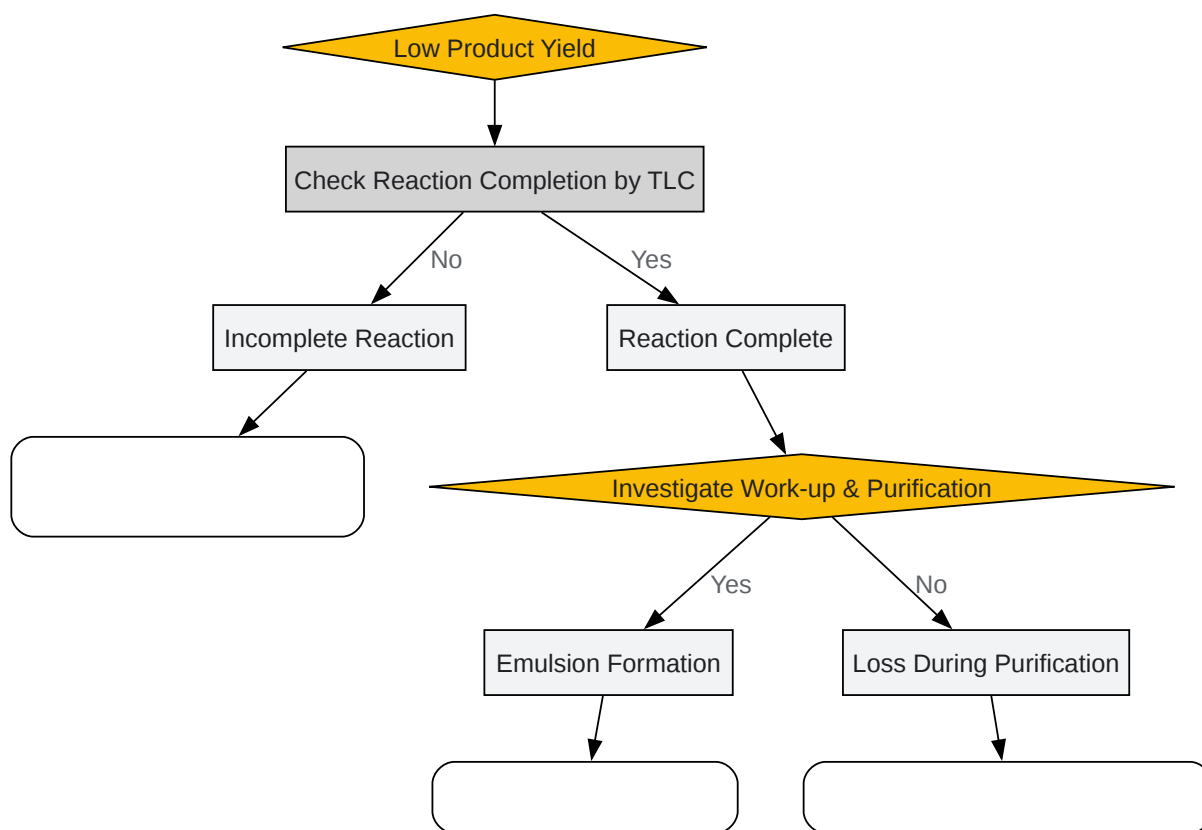 Low Product Yield
Check Reaction Completion by TLC
No
Yes
Incomplete Reaction
Reaction Complete
Investigate Work-up & Purification
Yes
No
Emulsion Formation
Loss During Purification